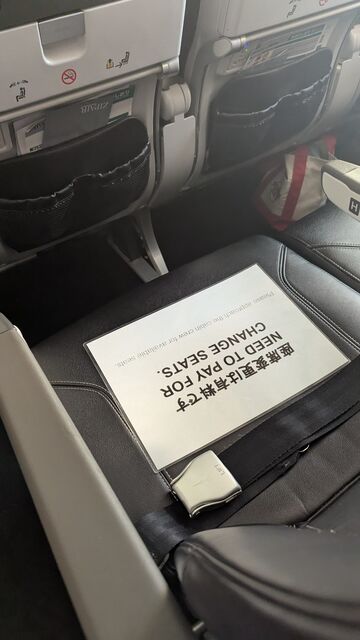 座席変更は有料です
NEED TO PAY FOR
CHANGE SEATS.
Please approach the cabin crew for available seats.
ZIPAIR
H